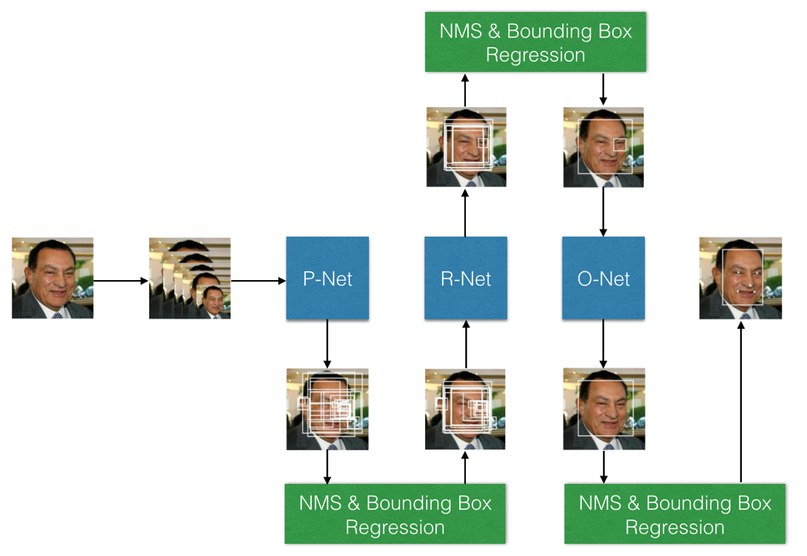 NMS & Bounding Box
Regression
P-Net
R-Net
O-Net
NMS & Bounding Box
Regression
NMS & Bounding Box
Regression